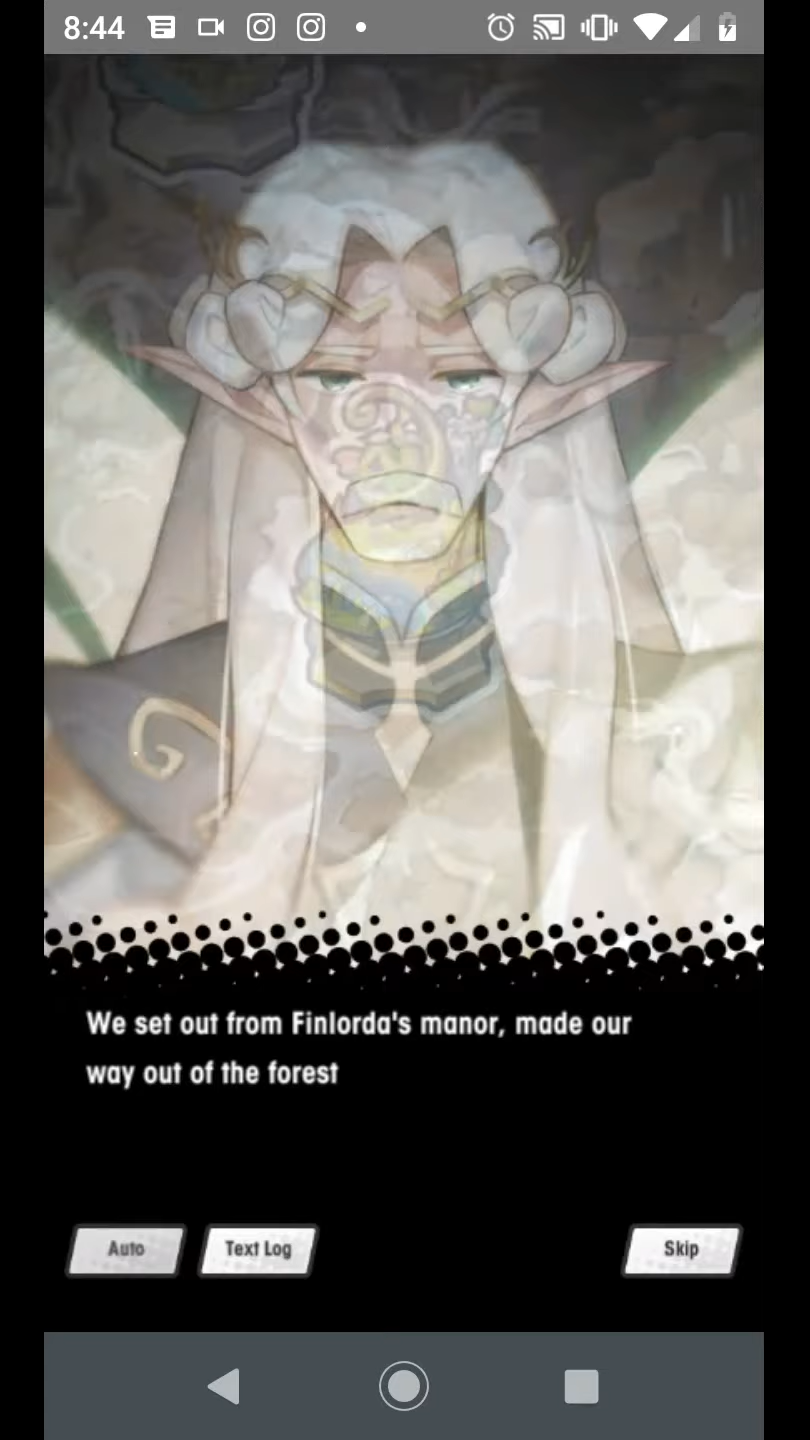 8:44
We set out from Finlorda's manor, made our
way out of the forest
Auto
Text Log
Skip